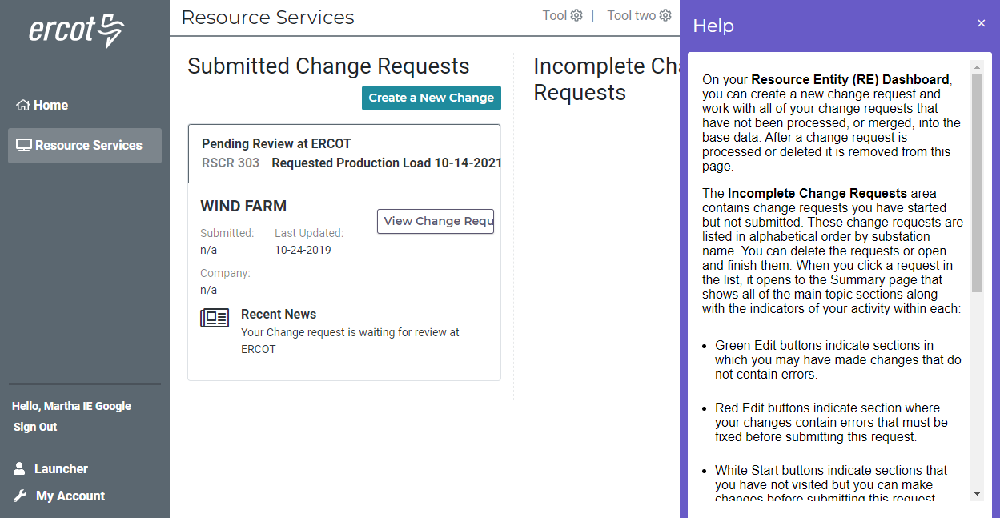 ercot
Home
Resource Services
Hello, Martha IE Google
Sign Out
Launcher
My Account
Resource Services
Tool | Tool two
Submitted Change Requests
Create a New Change
Pending Review at ERCOT
RSCR 303 Requested Production Load 10-14-2021
WIND FARM
View Change Requ
Submitted: Last Updated:
n/a 10-24-2019
Company:
n/a
Recent News
Your Change request is waiting for review at
ERCOT
Incomplete Cha
Requests
Help
×
On your Resource Entity (RE) Dashboard,
you can create a new change request and
work with all of your change requests that
have not been processed, or merged, into the
base data. After a change request is
processed or deleted it is removed from this
page.
The Incomplete Change Requests area
contains change requests you have started
but not submitted. These change requests are
listed in alphabetical order by substation
name. You can delete the requests or open
and finish them. When you click a request in
the list, it opens to the Summary page that
shows all of the main topic sections along
with the indicators of your activity within each:
• Green Edit buttons indicate sections in
which you may have made changes that do
not contain errors.
• Red Edit buttons indicate section where
your changes contain errors that must be
fixed before submitting this request.
• White Start buttons indicate sections that
you have not visited but you can make
changes before submitting this request